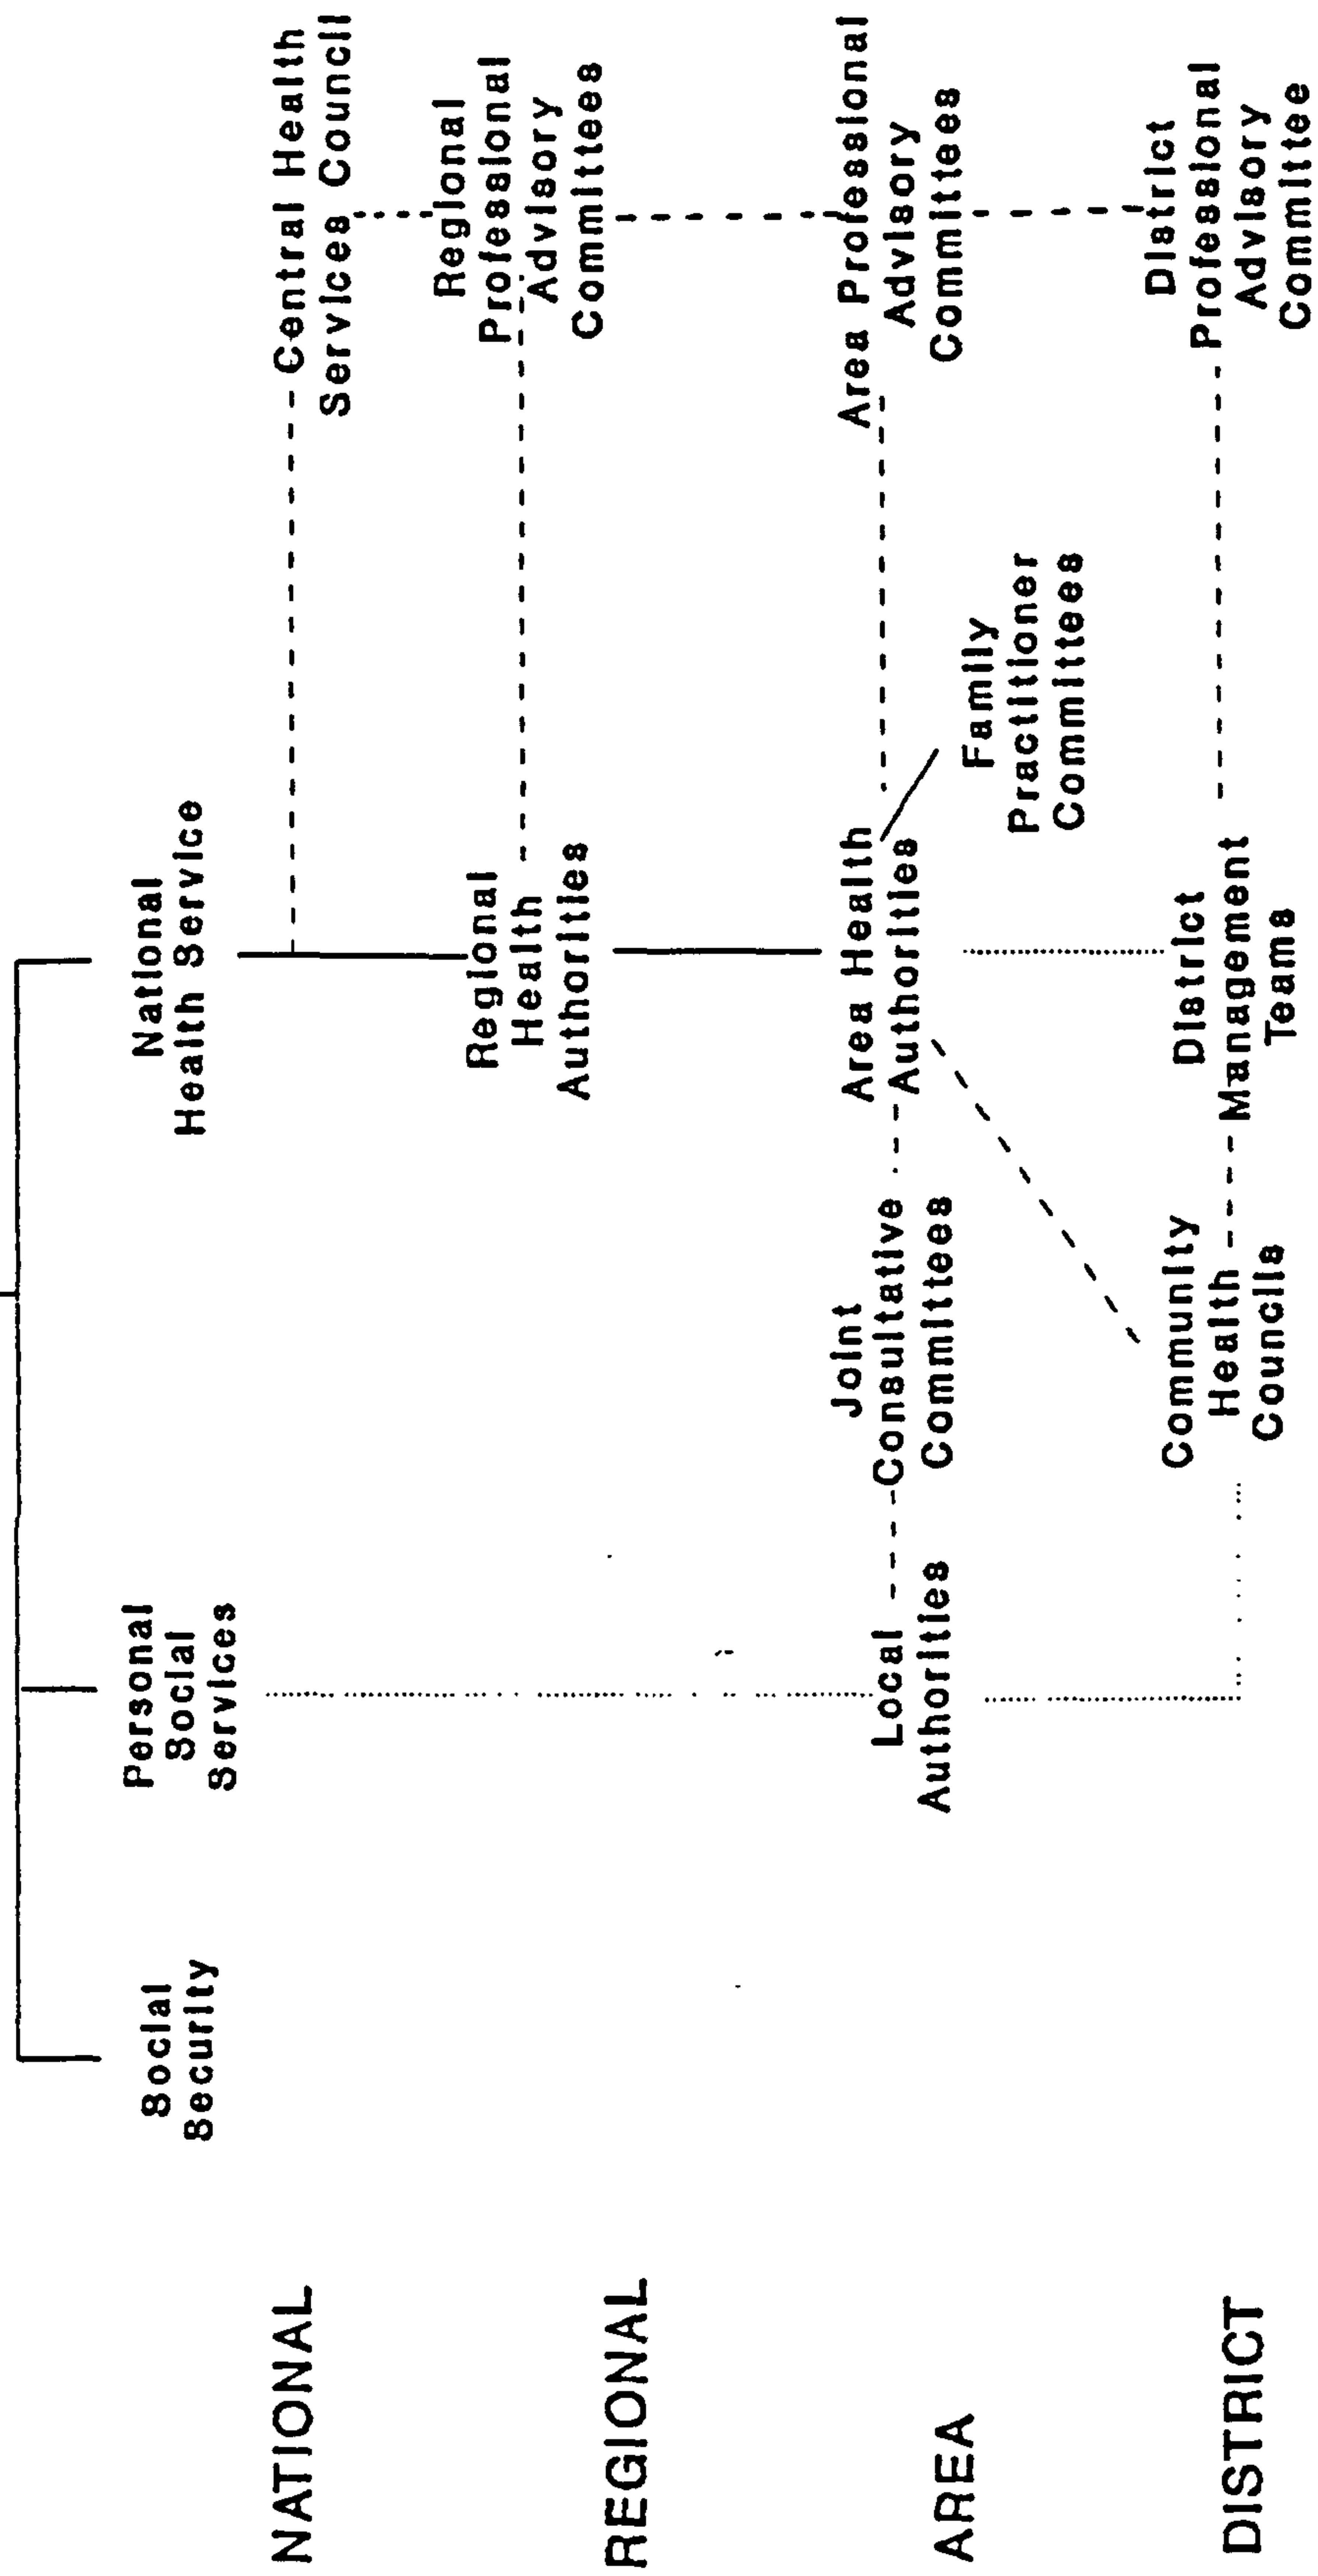 Social
Security
Personal
Social
Services
National
Health Service
NATIONAL
Central Health
Services Council
REGIONAL
Regional
Health
Authorities
Regional
Professional
Advisory
Committees
AREA
Local
Authorities
Joint
Consultative
Committees
Area Health
Authorities
Family
Practitioner
Committees
Area Professional
Advisory
Committees
DISTRICT
Community
Health
Councils
District
Management
Teams
District
Professional
Advisory
Committee